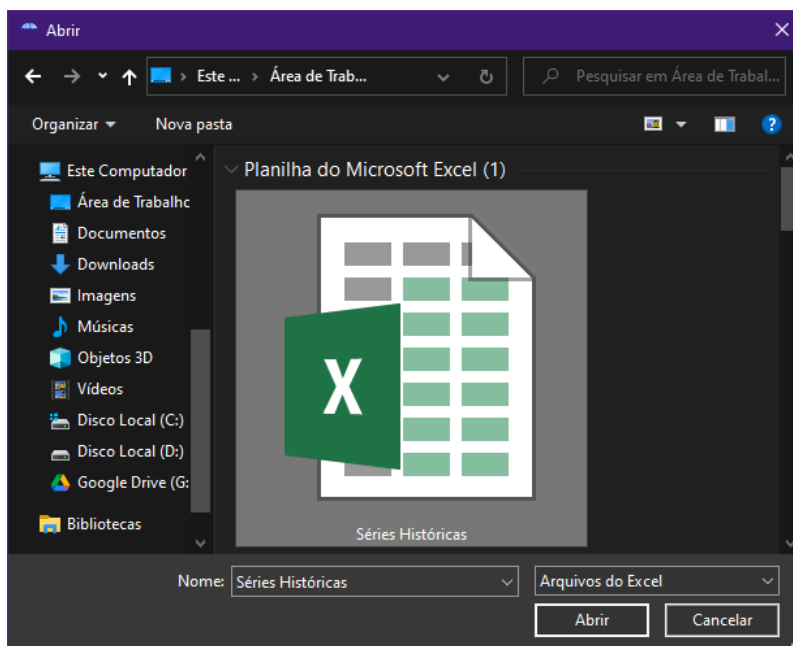 Abrir
Este ... Área de Trab...
Pesquisar em Área de Trabal...
Organizar
Nova pasta
?
Este Computador
Área de Trabalhc
Documentos
Downloads
Imagens
Músicas
Objetos 3D
Vídeos
Disco Local (C:)
Disco Local (D:)
Google Drive (G:
Bibliotecas
Planilha do Microsoft Excel (1)
X
Séries Históricas
Nome: Séries Históricas
Arquivos do Excel
Abrir
Cancelar